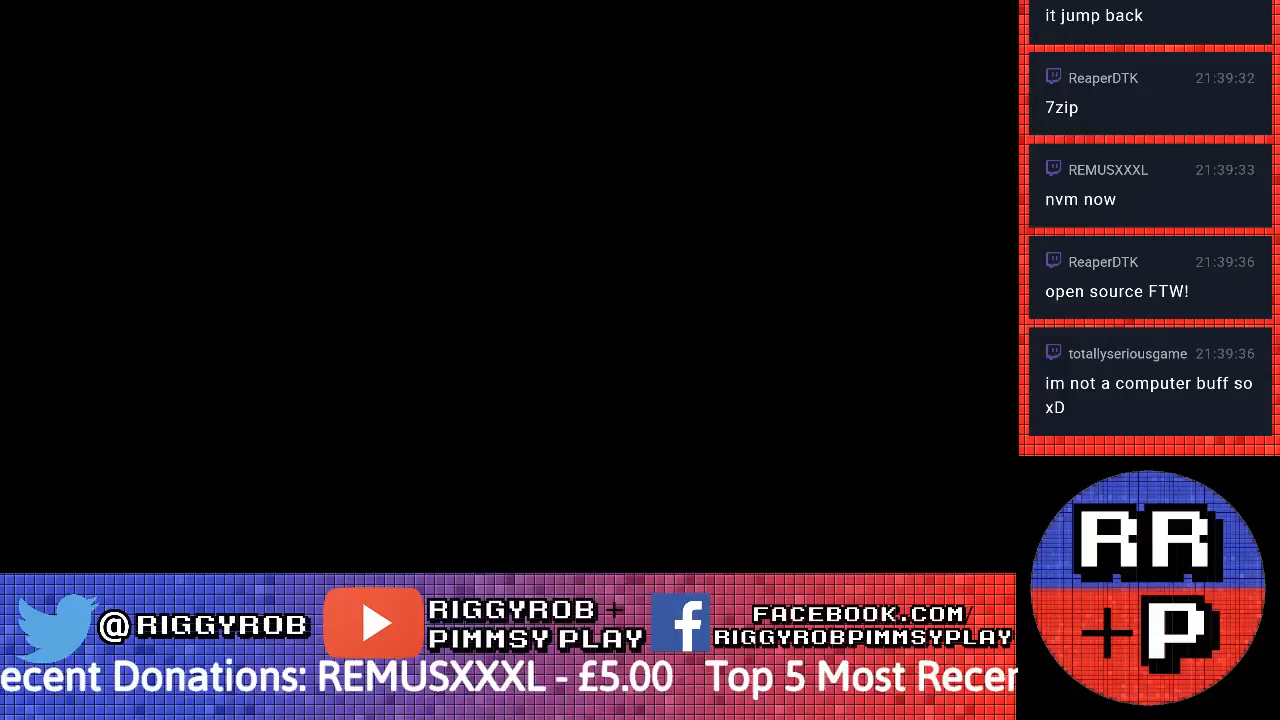 it jump back
ReaperDTK 21:39:32
7zip
REMUSXXXL 21:39:33
nvm now
ReaperDTK 21:39:36
open source FTW!
totallyseriousgame 21:39:36
im not a computer buff so
xD
RR
+P
@RIGGYROB
RIGGYROB +
PIMMSY PLAY
FACEBOOK.COM/
RIGGYROBPIMMSYPLAY
ecent Donations: REMUSXXXL - £5.00 Top 5 Most Recen